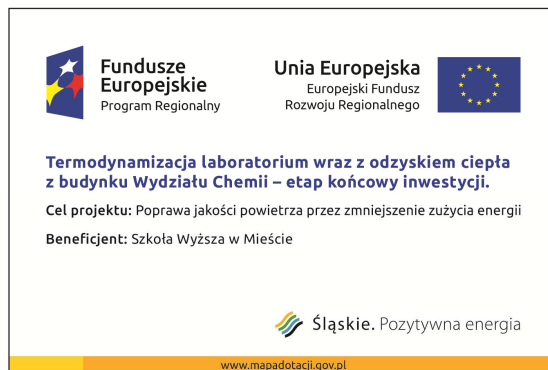 Fundusze
Europejskie
Program Regionalny
Unia Europejska
Europejski Fundusz
Rozwoju Regionalnego
Termodynamizacja laboratorium wraz z odzyskiem ciepła
z budynku Wydziału Chemii – etap końcowy inwestycji.
Cel projektu: Poprawa jakości powietrza przez zmniejszenie zużycia energii
Beneficjent: Szkoła Wyższa w Mieście
Śląskie. Pozytywna energia
www.mapadotacji.gov.pl